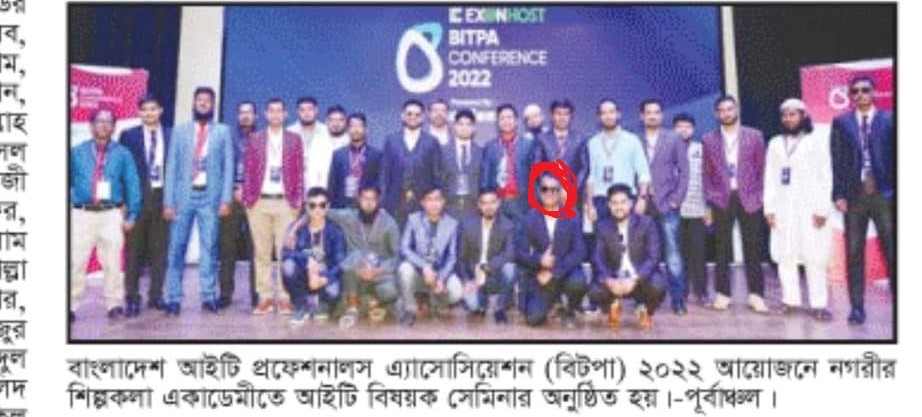 EXONHOST
BITPA
CONFERENCE
2022
বাংলাদেশ আইটি প্রফেশনালস এ্যাসোসিয়েশন (বিটপা) ২০২২ আয়োজনে নগরীর
শিল্পকলা একাডেমীতে আইটি বিষয়ক সেমিনার অনুষ্ঠিত হয়।-পূর্বাঞ্চল।